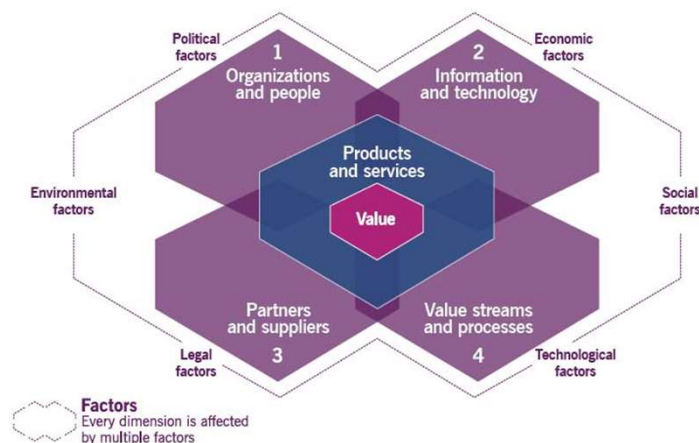 Political
factors
Economic
factors
1
Organizations
and people
2
Information
and technology
Products
and services
Environmental
factors
Value
Social
factors
Partners
and suppliers
3
Value streams
and processes
4
Legal
factors
Technological
factors
Factors
Every dimension is affected
by multiple factors